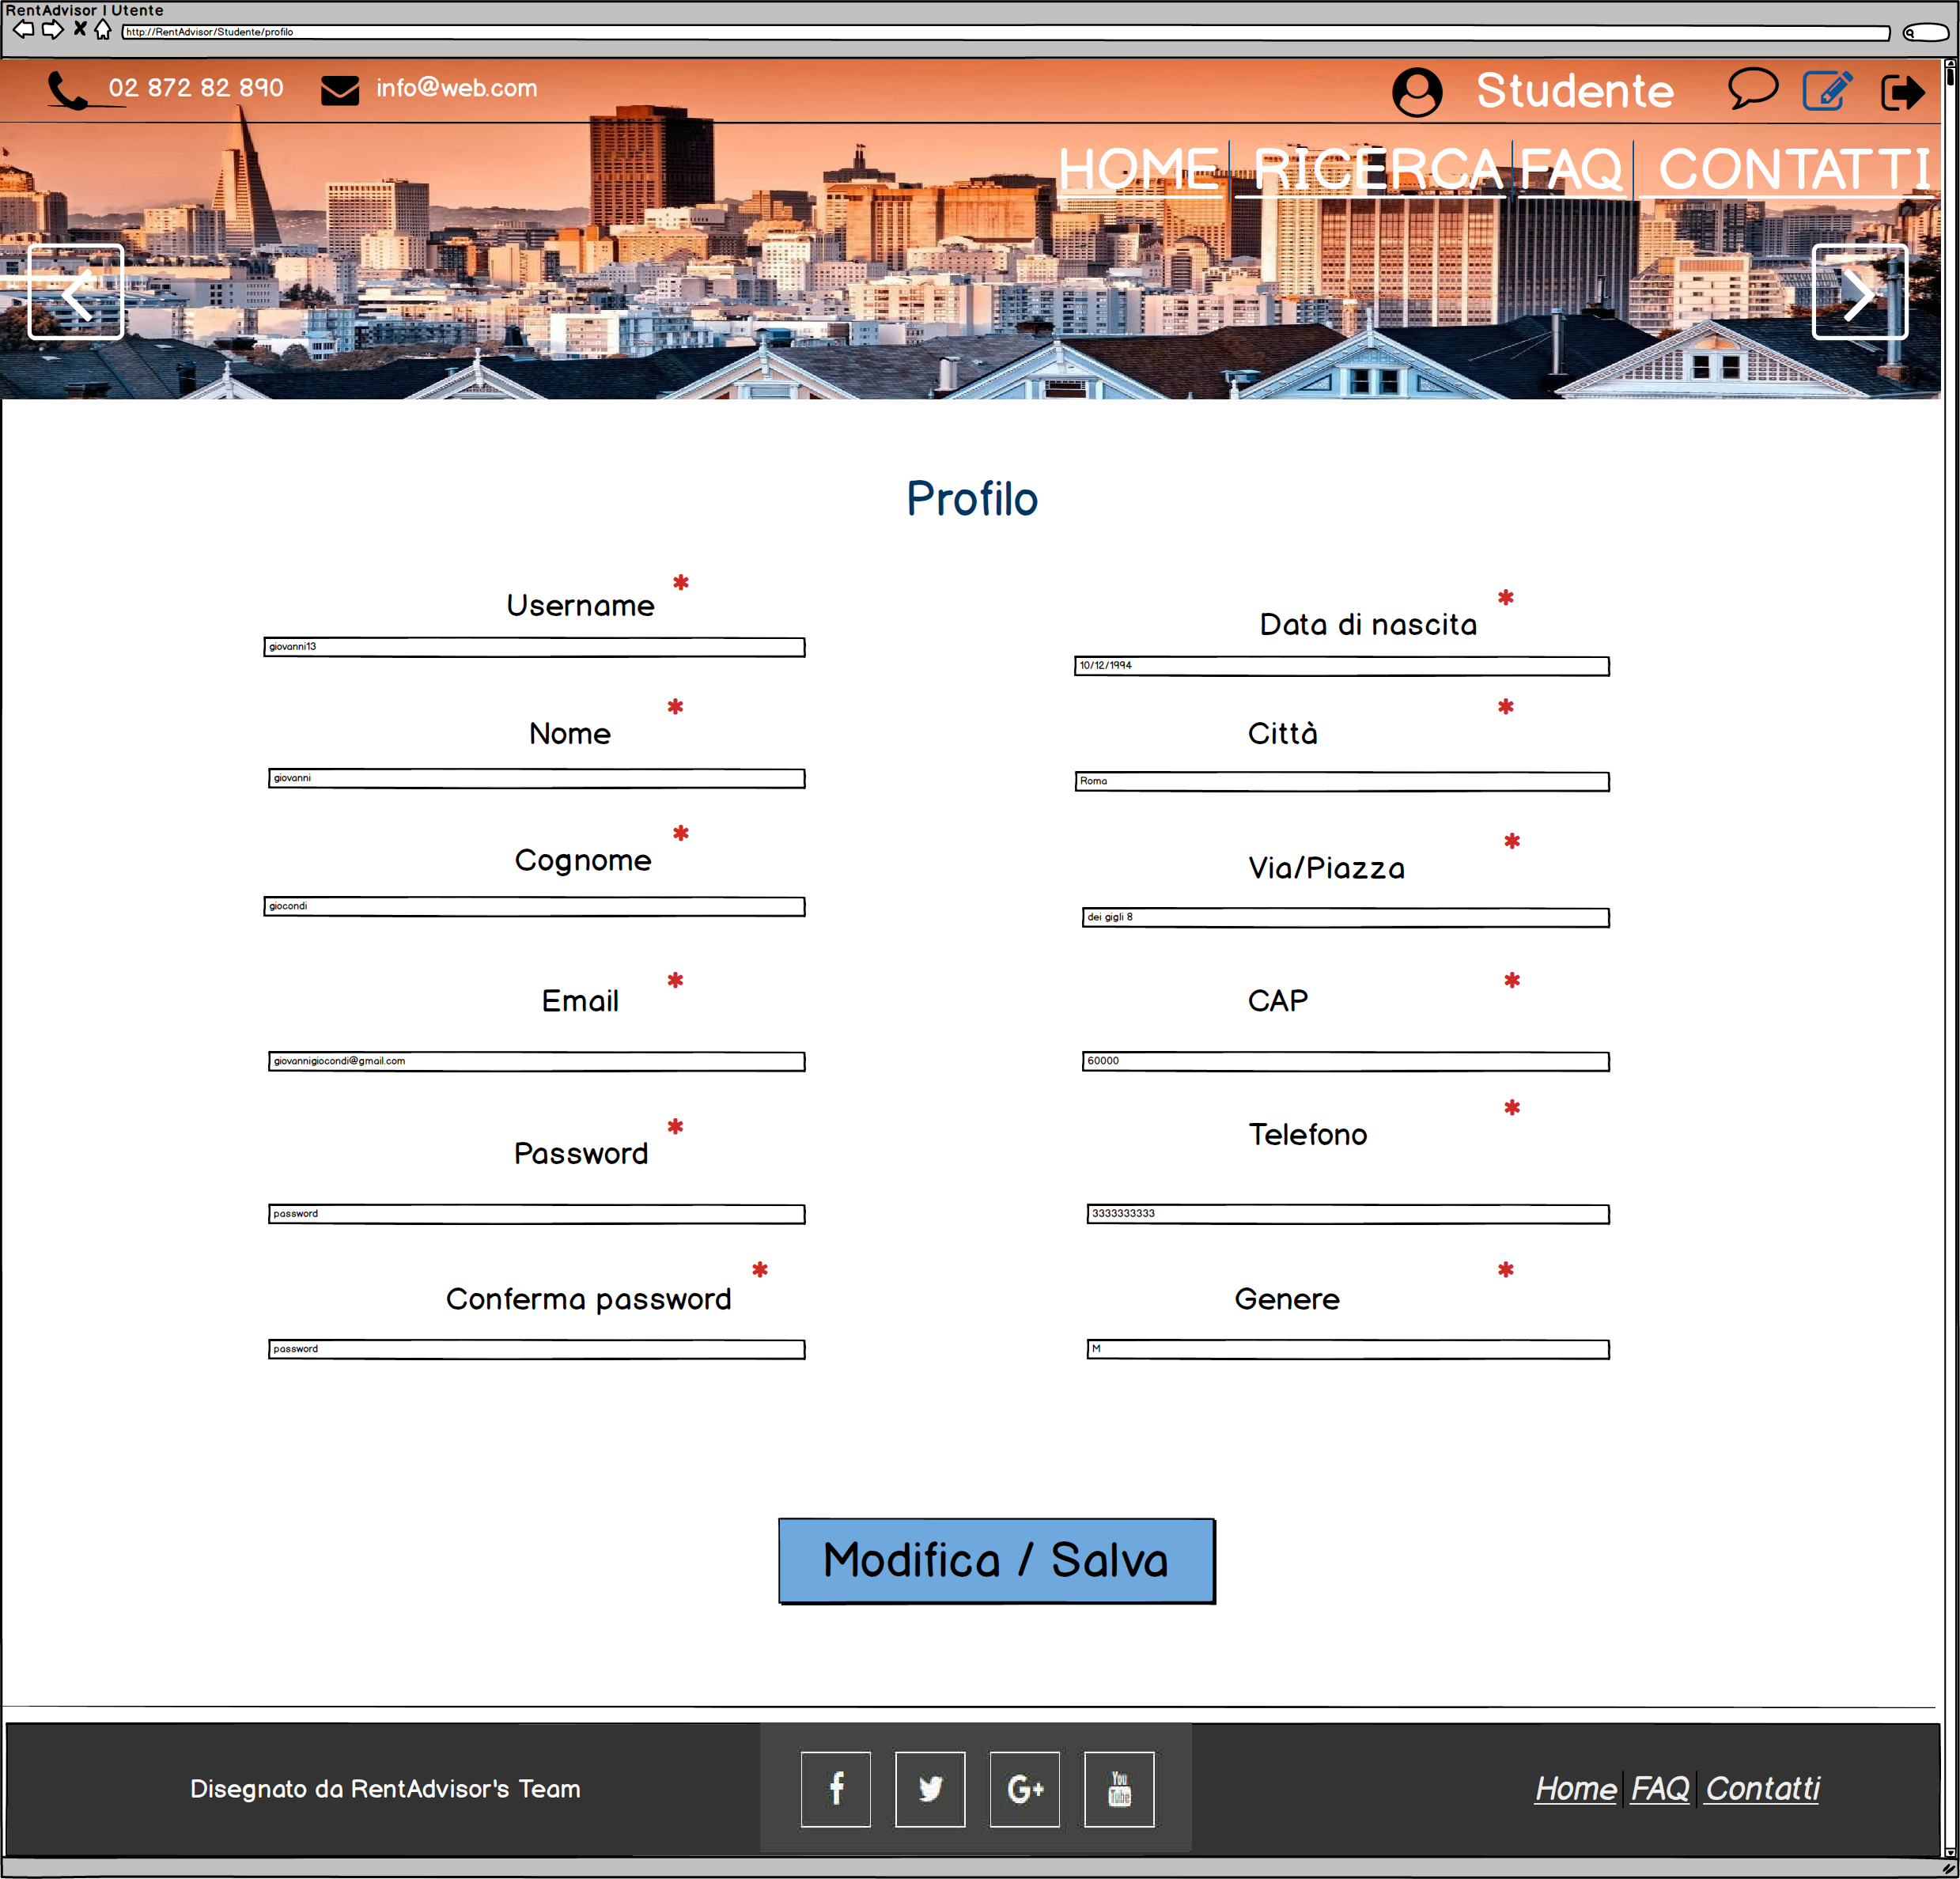 RentAdvisor | Utente
http://RentAdvisor/Studente/profilo
02 872 82 890
info@web.com
Studente
HOME
RICERCA
FAQ
CONTATTI
Profilo
Username *
giovanni13
Data di nascita *
10/12/1994
Nome *
giovanni
Città *
Roma
Cognome *
giocondi
Via/Piazza *
dei gigli 8
Email *
giovannigiocondi@gmail.com
CAP *
60000
Password *
password
Telefono *
3333333333
Conferma password *
password
Genere *
M
Modifica / Salva
Disegnato da RentAdvisor's Team
f
G+
You
Tube
Home
FAQ
Contatti